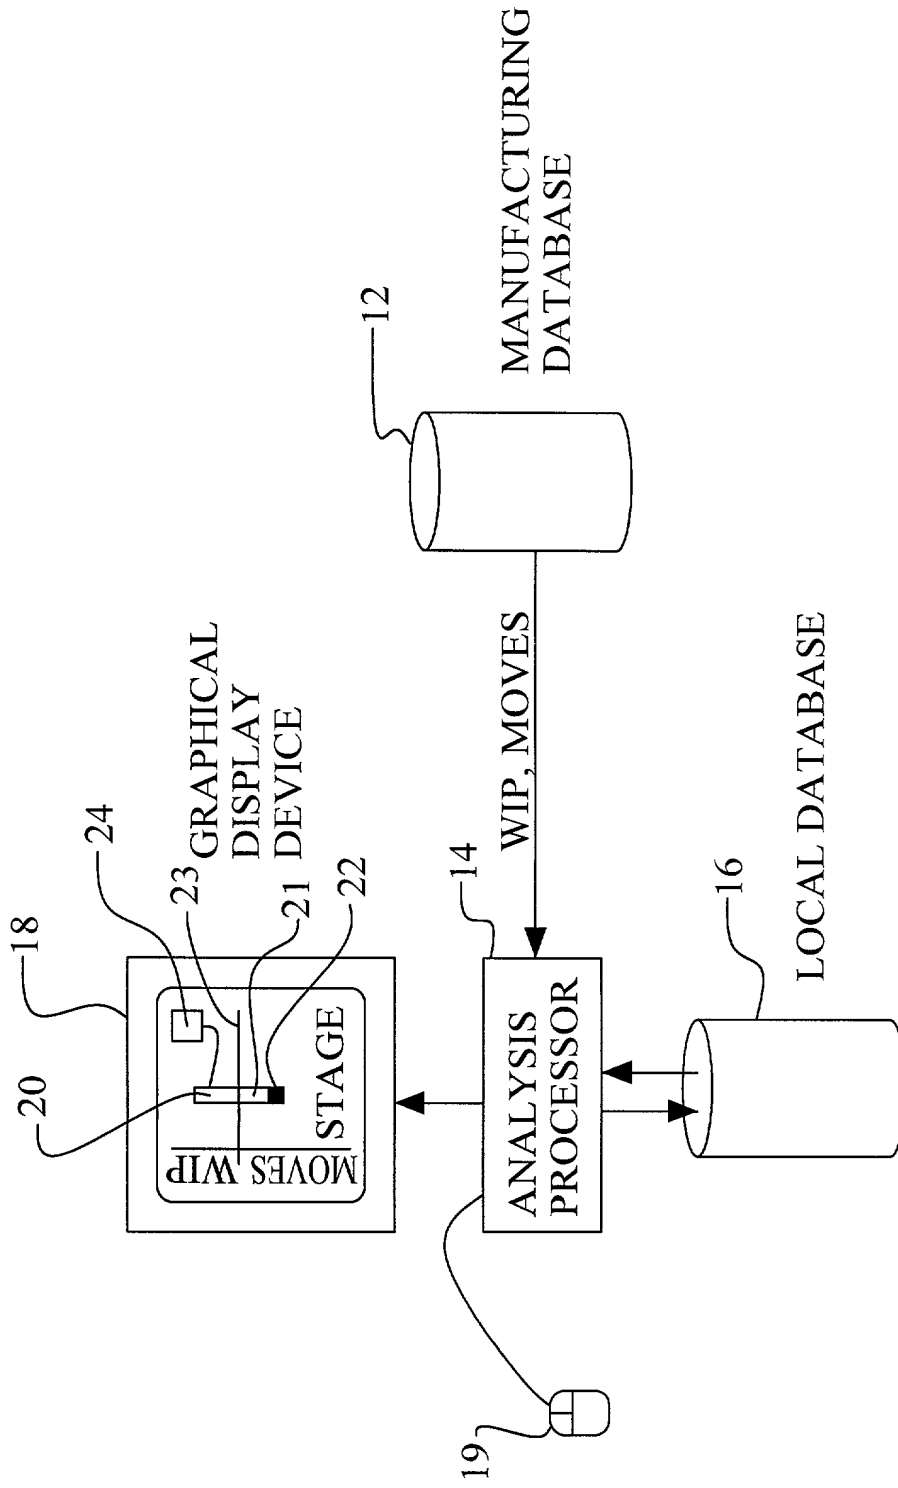 18
20
24
23
GRAPHICAL
DISPLAY
DEVICE
21
22
MOVES WIP
STAGE
12
14
WIP, MOVES
MANUFACTURING
DATABASE
19
ANALYSIS
PROCESSOR
16
LOCAL DATABASE